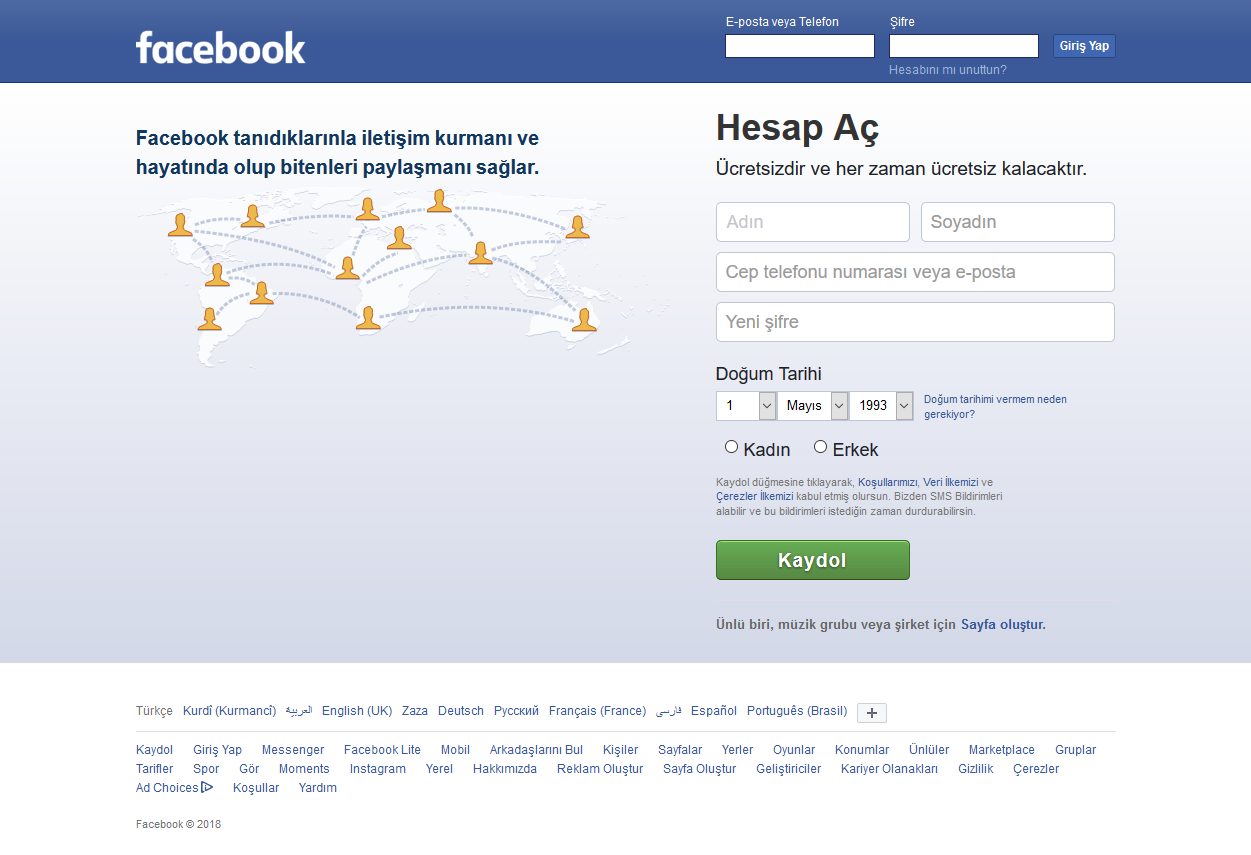 facebook
E-posta veya Telefon
Şifre
Giriş Yap
Hesabını mı unuttun?
Facebook tanıdıklarınla iletişim kurmanı ve
hayatında olup bitenleri paylaşmanı sağlar.
Hesap Aç
Ücretsizdir ve her zaman ücretsiz kalacaktır.
Adın
Soyadın
Cep telefonu numarası veya e-posta
Yeni şifre
Doğum Tarihi
1 Mayıs 1993
Doğum tarihimi vermem neden
gerekiyor?
Kadın Erkek
Kaydol düğmesine tıklayarak, Koşullarımızı, Veri İlkemizi ve
Çerezler İlkemizi kabul etmiş olursun. Bizden SMS Bildirimleri
alabilir ve bu bildirimleri istediğin zaman durdurabilirsin.
Kaydol
Ünlü biri, müzik grubu veya şirket için Sayfa oluştur.
Türkçe Kurdî (Kurmancî) العربية English (UK) Zaza Deutsch Русский Français (France) فارسی Español Português (Brasil) +
Kaydol Giriş Yap Messenger Facebook Lite Mobil Arkadaşlarını Bul Kişiler Sayfalar Yerler Oyunlar Konumlar Ünlüler Marketplace Gruplar
Tarifler Spor Gör Moments Instagram Yerel Hakkımızda Reklam Oluştur Sayfa Oluştur Geliştiriciler Kariyer Olanakları Gizlilik Çerezler
Ad Choices Koşullar Yardım
Facebook © 2018